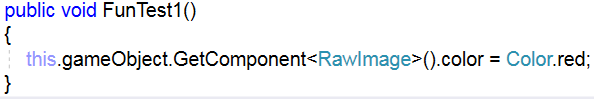 public void FunTest1()
{
this.gameObject.GetComponent<RawImage>().color = Color.red;
}